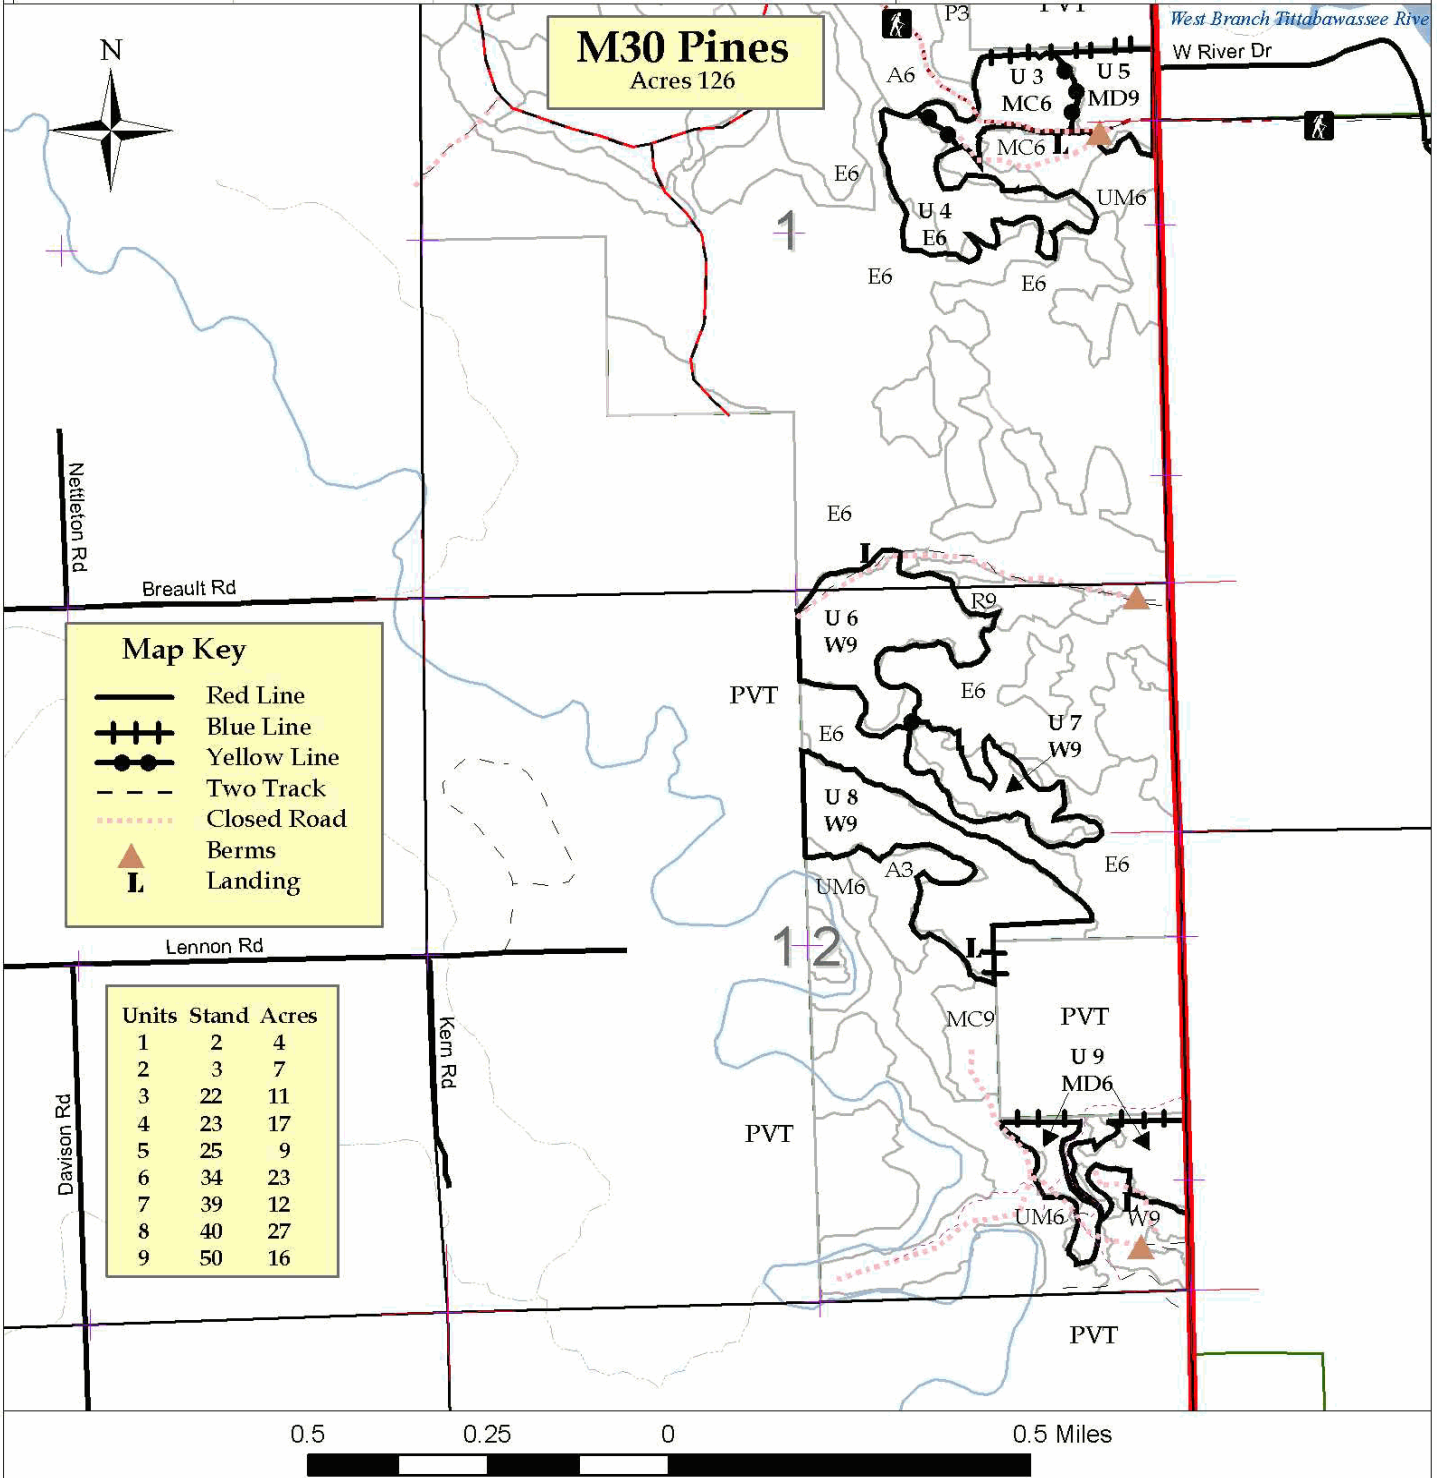 P3
PVT
West Branch Tittabawassee Rive
N
M30 Pines
Acres 126
W River Dr
A6
U 3
MC6
U 5
MD9
MC6
L
E6
UM6
1
U 4
E6
E6
E6
Nettleton Rd
E6
L
Breault Rd
R9
U 6
W9
Map Key
Red Line
Blue Line
Yellow Line
Two Track
Closed Road
Berms
L Landing
PVT
E6
E6
U 7
W9
U 8
W9
E6
A3
UM6
Lennon Rd
12
L
Units Stand Acres
1 2 4
2 3 7
3 22 11
4 23 17
5 25 9
6 34 23
7 39 12
8 40 27
9 50 16
Kern Rd
Davison Rd
MC9
PVT
U 9
MD6
PVT
UM6
L
W9
PVT
0.5 0.25 0 0.5 Miles